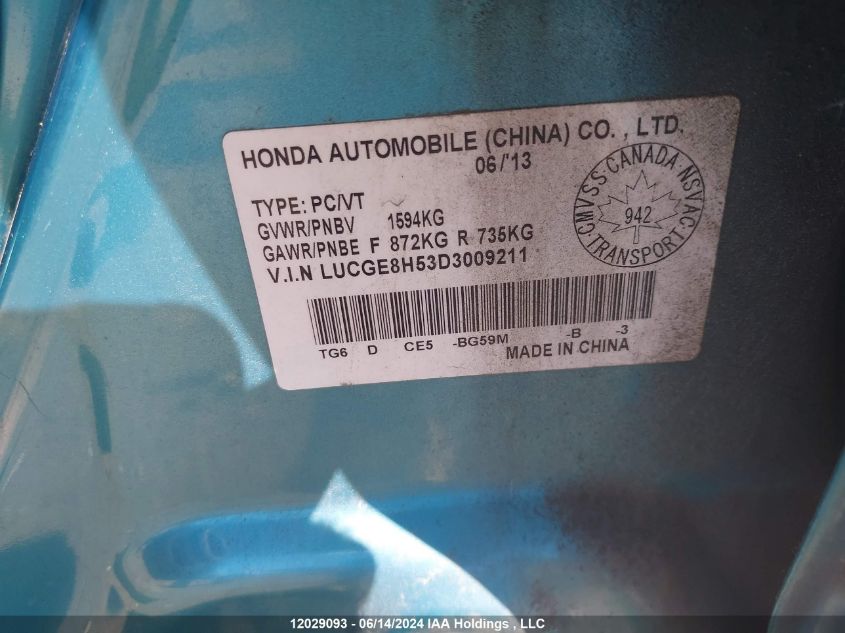 HONDA AUTOMOBILE (CHINA) CO., LTD.
06/'13
TYPE: PC/VT
GVWR/PNBV 1594KG
GAWR/PNBE F 872KG R 735KG
V.I.N LUCGE8H53D3009211
CMVSS CANADA NSVAC
942
TRANSPORT
TG6 D CE5 -BG59M -B -3
MADE IN CHINA
12029093 - 06/14/2024 IAA Holdings , LLC